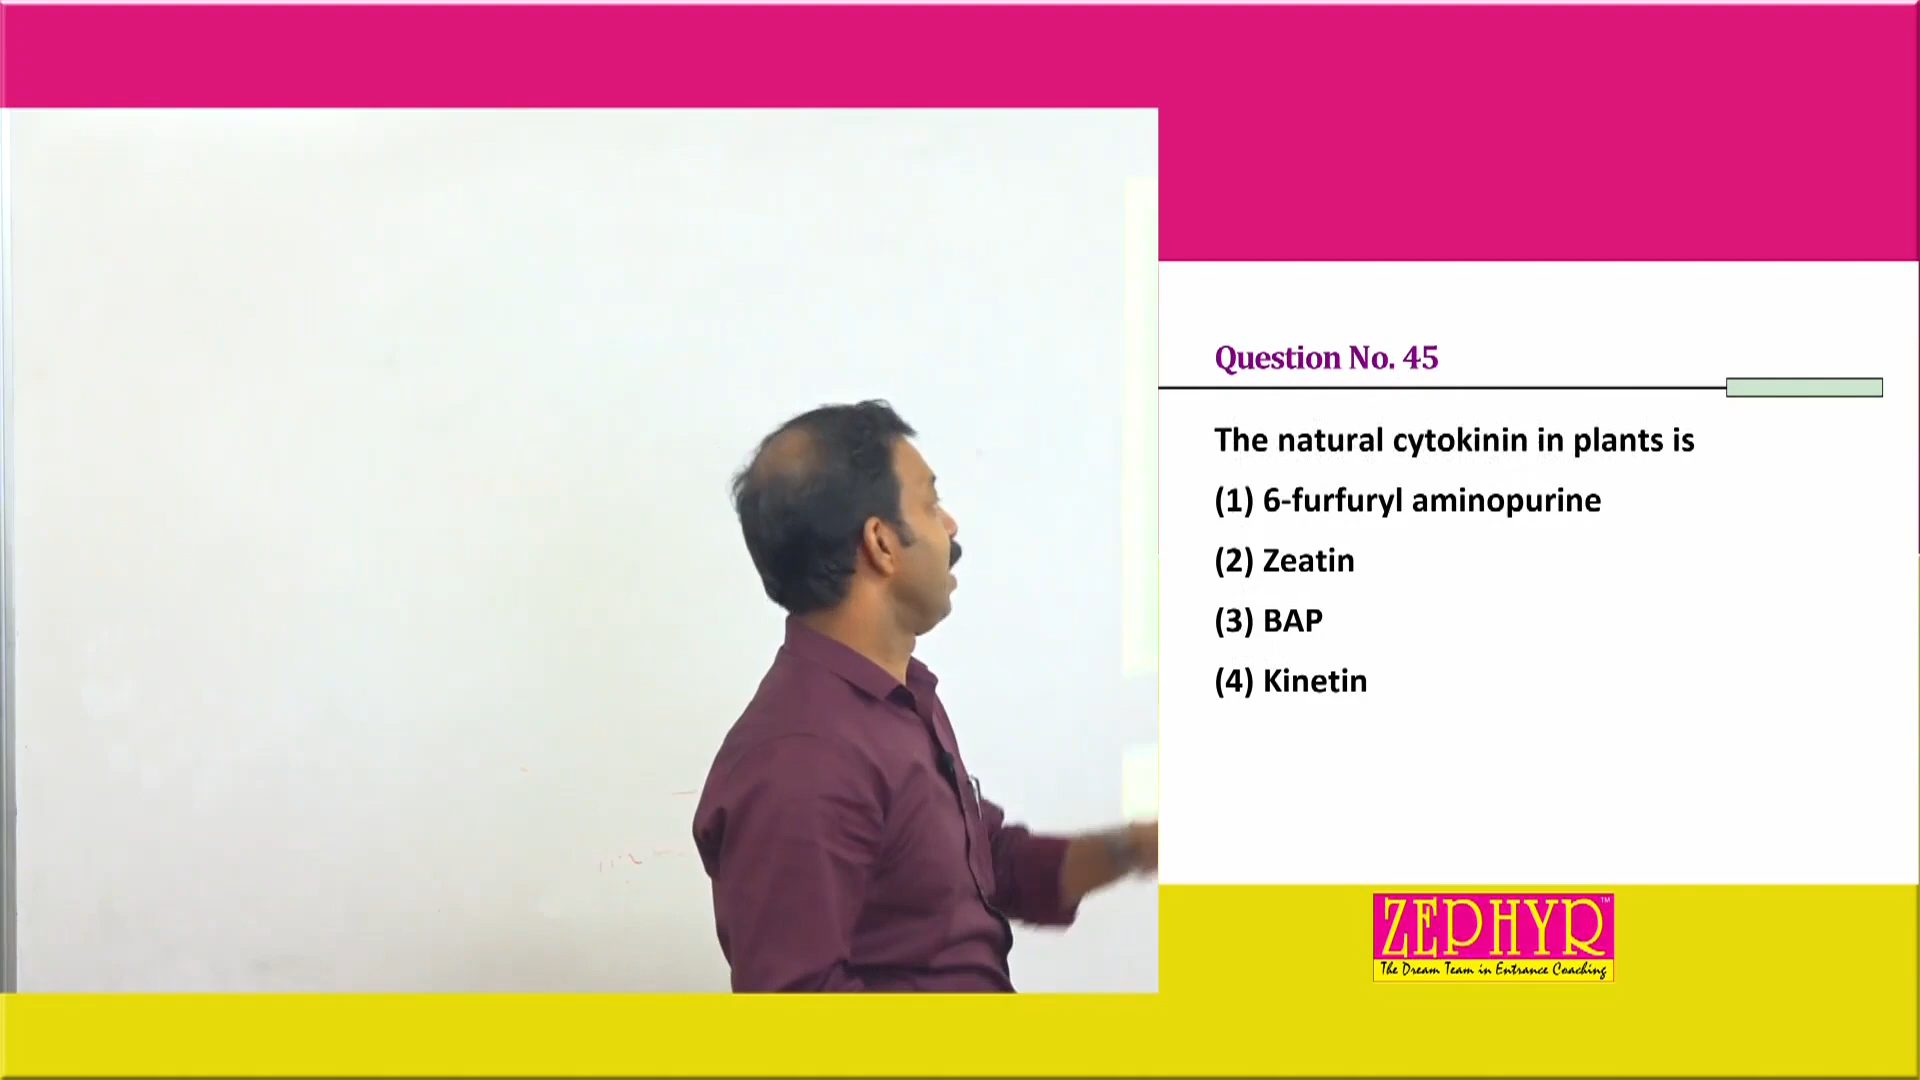 Question No. 45
The natural cytokinin in plants is
(1) 6-furfuryl aminopurine
(2) Zeatin
(3) BAP
(4) Kinetin
ZEPHYR™
The Dream Team in Entrance Coaching